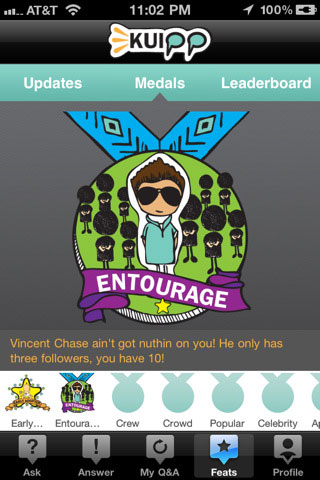 AT&T 11:02 PM 97%
KUIPP
Updates Medals Leaderboard
ENTOURAGE
Vincent Chase ain't got nuthin on you! He only has
three followers, you have 10!
Early... Entoura... Crew Crowd Popular Celebrity
? !
Ask Answer My Q&A Feats Profile